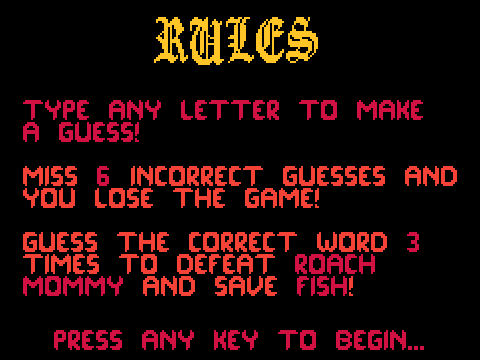 RULES
TYPE ANY LETTER TO MAKE
A GUESS!
MISS 6 INCORRECT GUESSES AND
YOU LOSE THE GAME!
GUESS THE CORRECT WORD 3
TIMES TO DEFEAT ROACH
MOMMY AND SAVE FISH!
PRESS ANY KEY TO BEGIN...